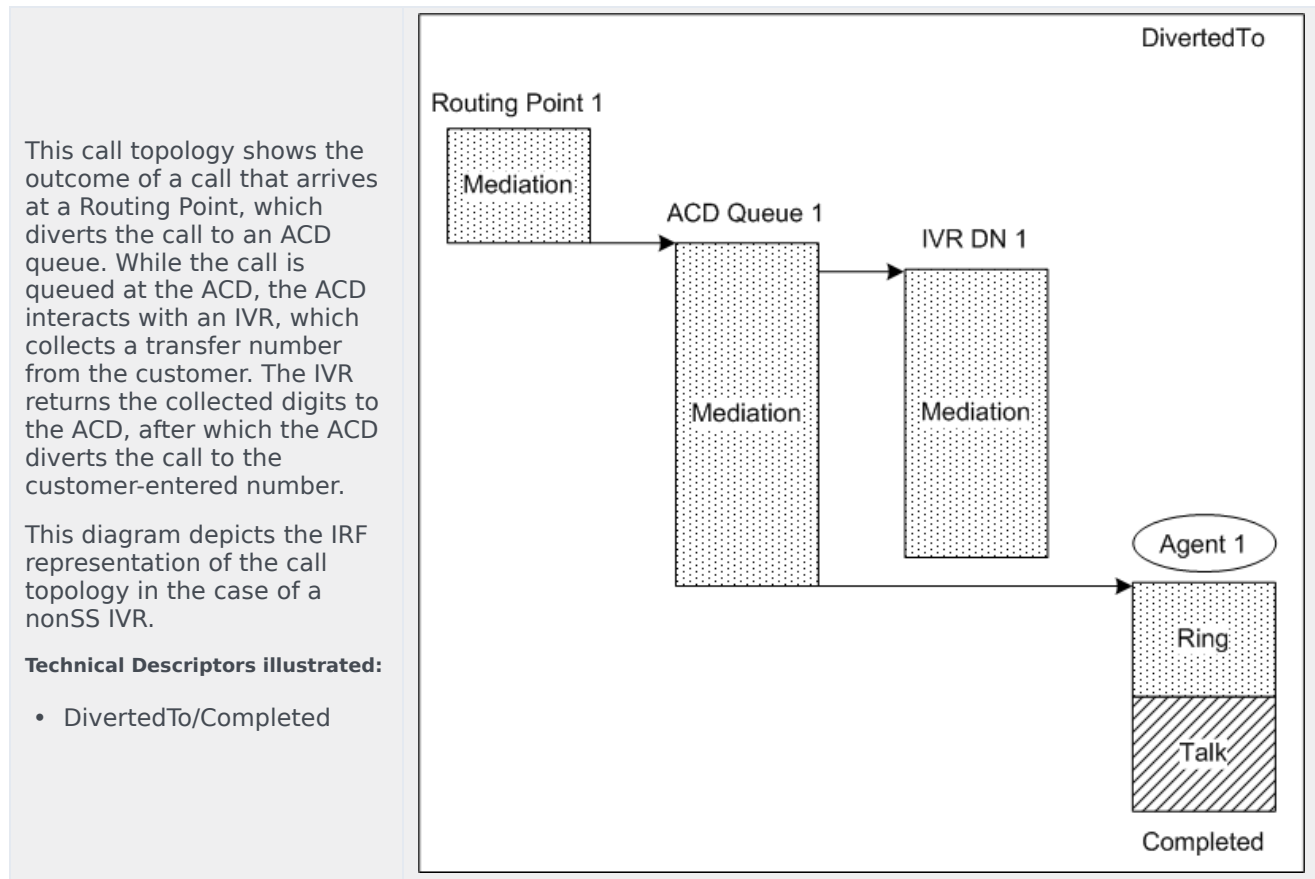 This call topology shows the
outcome of a call that arrives
at a Routing Point, which
diverts the call to an ACD
queue. While the call is
queued at the ACD, the ACD
interacts with an IVR, which
collects a transfer number
from the customer. The IVR
returns the collected digits to
the ACD, after which the ACD
diverts the call to the
customer-entered number.
This diagram depicts the IRF
representation of the call
topology in the case of a
nonSS IVR.
Technical Descriptors illustrated:
• DivertedTo/Completed
DivertedTo
Routing Point 1
Mediation
ACD Queue 1
IVR DN 1
Mediation
Mediation
Agent 1
Ring
Talk
Completed